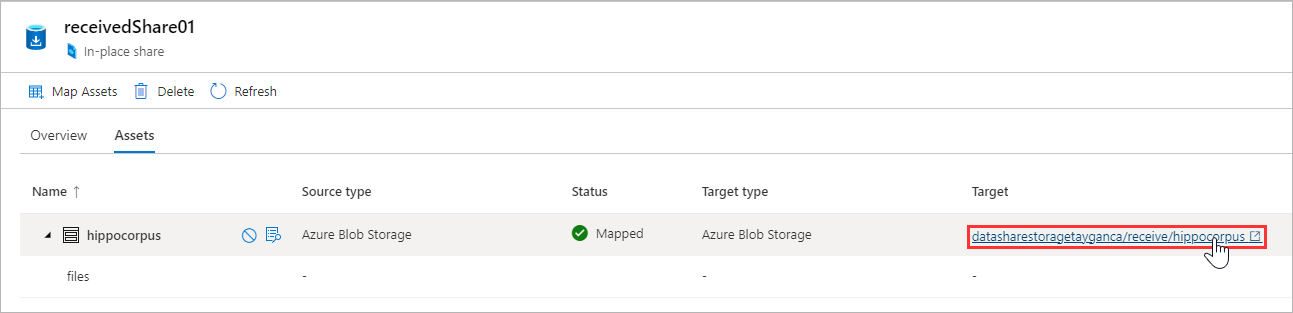 receivedShare01
In-place share
Map Assets Delete Refresh
Overview Assets
Name ↑ Source type Status Target type Target
hippocorpus Azure Blob Storage Mapped Azure Blob Storage datasharestoragetayganca/receive/hippocorpus
files - - -